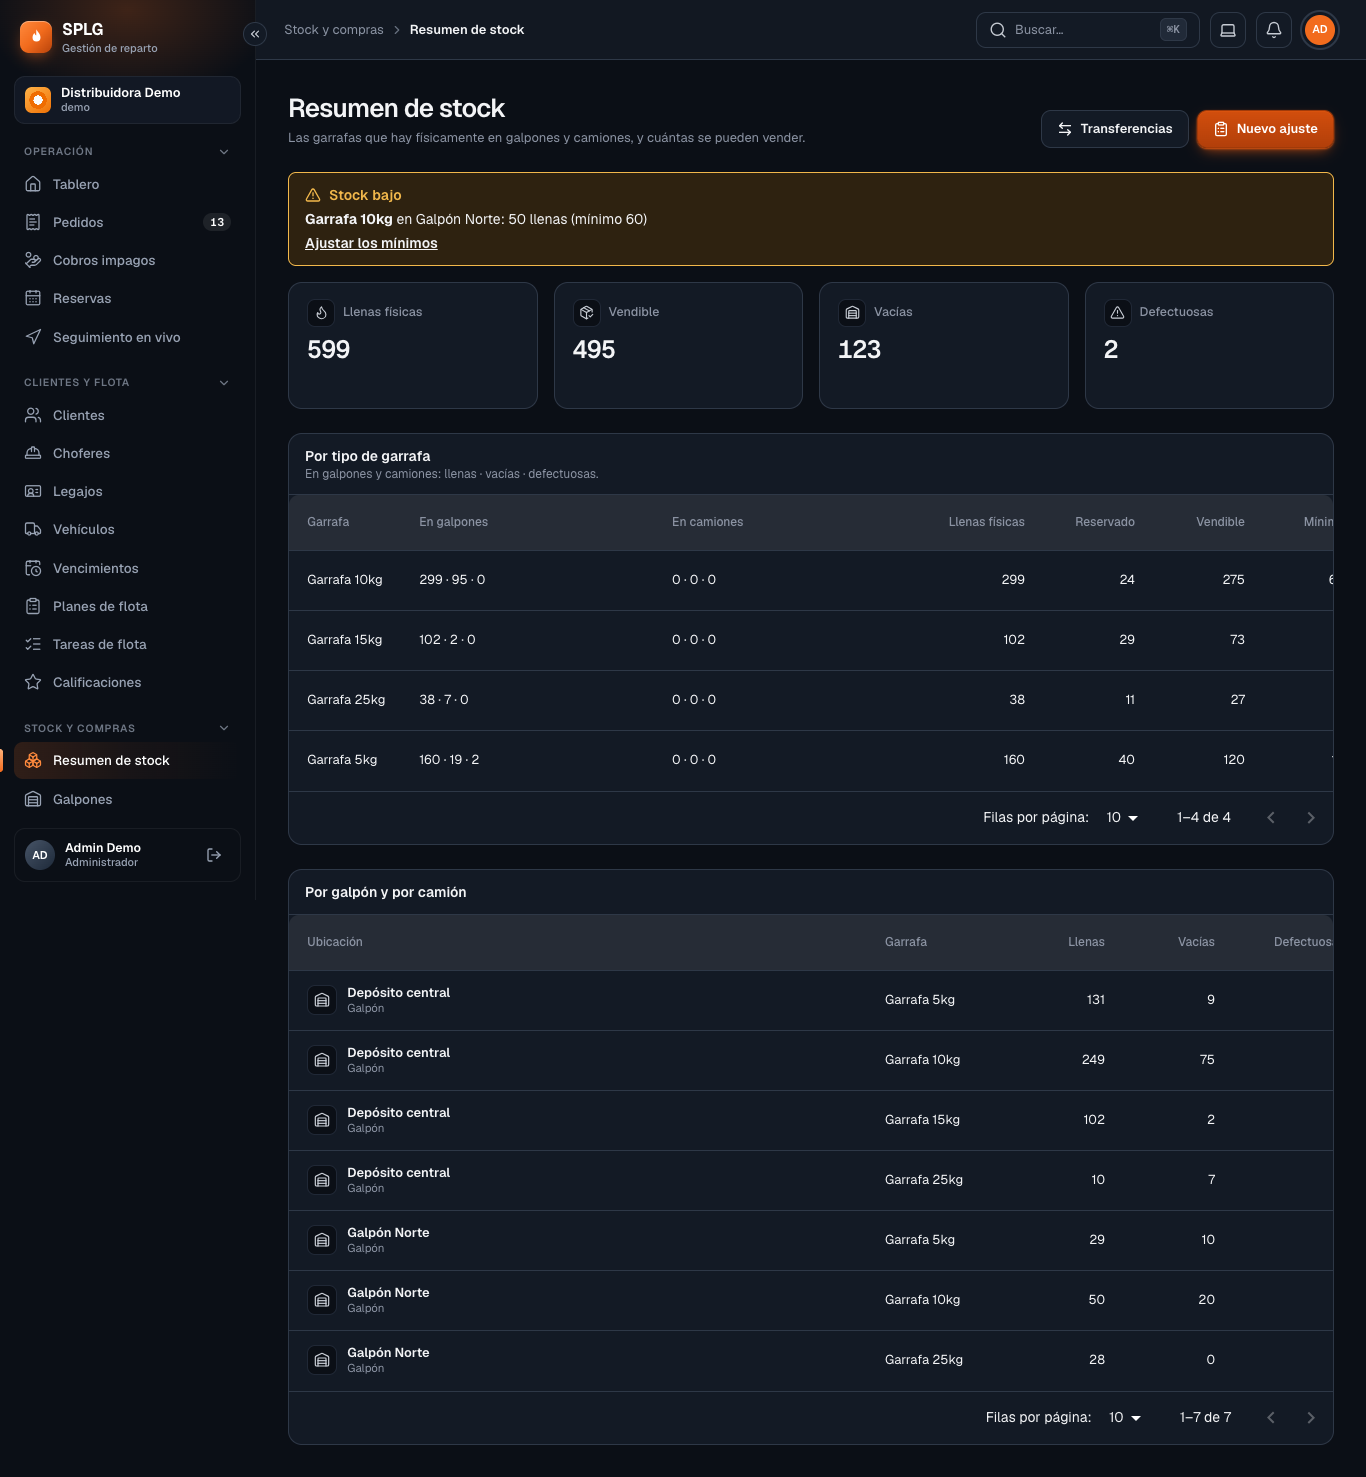 SPLG
Gestión de reparto
Distribuidora Demo
demo
OPERACIÓN
Tablero
Pedidos 13
Cobros impagos
Reservas
Seguimiento en vivo
CLIENTES Y FLOTA
Clientes
Choferes
Legajos
Vehículos
Vencimientos
Planes de flota
Tareas de flota
Calificaciones
STOCK Y COMPRAS
Resumen de stock
Galpones
AD Admin Demo
Administrador
Stock y compras Resumen de stock
Buscar... ⌘K
AD
Resumen de stock
Las garrafas que hay físicamente en galpones y camiones, y cuántas se pueden vender.
Transferencias
Nuevo ajuste
Stock bajo
Garrafa 10kg en Galpón Norte: 50 llenas (mínimo 60)
Ajustar los mínimos
Llenas físicas
599
Vendible
495
Vacías
123
Defectuosas
2
Por tipo de garrafa
En galpones y camiones: llenas · vacías · defectuosas.
Garrafa En galpones En camiones Llenas físicas Reservado Vendible Mínim
Garrafa 10kg 299 · 95 · 0 0 · 0 · 0 299 24 275
Garrafa 15kg 102 · 2 · 0 0 · 0 · 0 102 29 73
Garrafa 25kg 38 · 7 · 0 0 · 0 · 0 38 11 27
Garrafa 5kg 160 · 19 · 2 0 · 0 · 0 160 40 120
Filas por página: 10 1–4 de 4
Por galpón y por camión
Ubicación Garrafa Llenas Vacías Defectuosa
Depósito central Garrafa 5kg 131 9
Galpón
Depósito central Garrafa 10kg 249 75
Galpón
Depósito central Garrafa 15kg 102 2
Galpón
Depósito central Garrafa 25kg 10 7
Galpón
Galpón Norte Garrafa 5kg 29 10
Galpón
Galpón Norte Garrafa 10kg 50 20
Galpón
Galpón Norte Garrafa 25kg 28 0
Galpón
Filas por página: 10 1–7 de 7